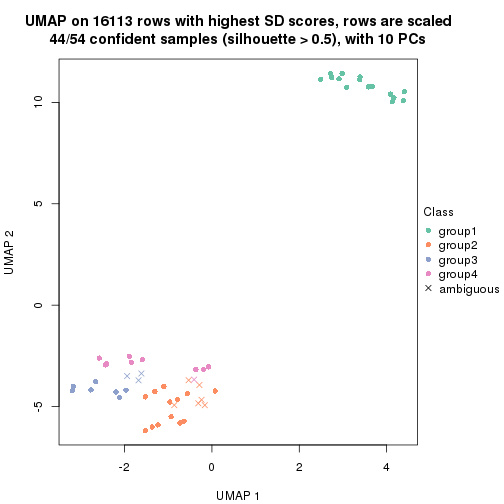 UMAP on 16113 rows with highest SD scores, rows are scaled
44/54 confident samples (silhouette > 0.5), with 10 PCs
10
5
0
-5
UMAP 2
-2
0
2
4
UMAP 1
Class
group1
group2
group3
group4
ambiguous